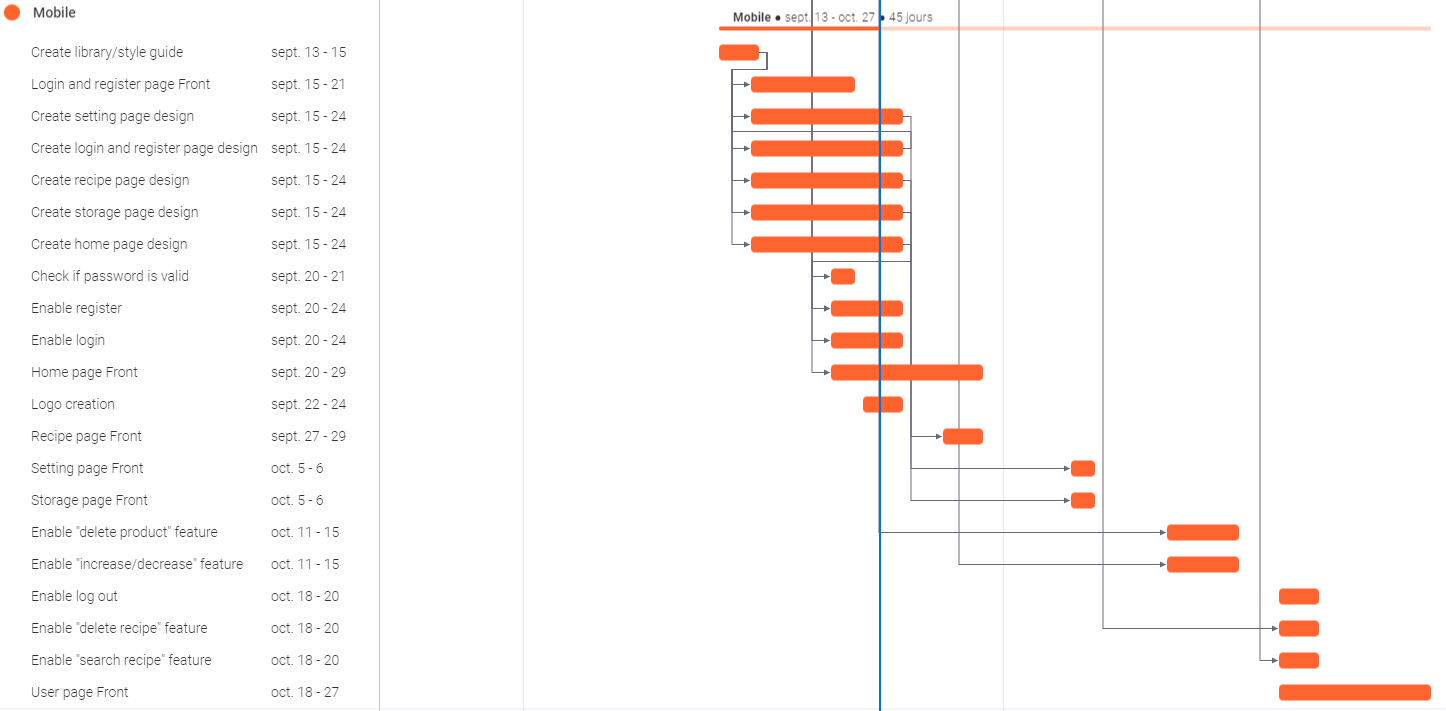 Mobile
Mobile • sept. 13 - oct. 27 • 45 jours
Create library/style guide sept. 13 - 15
Login and register page Front sept. 15 - 21
Create setting page design sept. 15 - 24
Create login and register page design sept. 15 - 24
Create recipe page design sept. 15 - 24
Create storage page design sept. 15 - 24
Create home page design sept. 15 - 24
Check if password is valid sept. 20 - 21
Enable register sept. 20 - 24
Enable login sept. 20 - 24
Home page Front sept. 20 - 29
Logo creation sept. 22 - 24
Recipe page Front sept. 27 - 29
Setting page Front oct. 5 - 6
Storage page Front oct. 5 - 6
Enable "delete product" feature oct. 11 - 15
Enable "increase/decrease" feature oct. 11 - 15
Enable log out oct. 18 - 20
Enable "delete recipe" feature oct. 18 - 20
Enable "search recipe" feature oct. 18 - 20
User page Front oct. 18 - 27